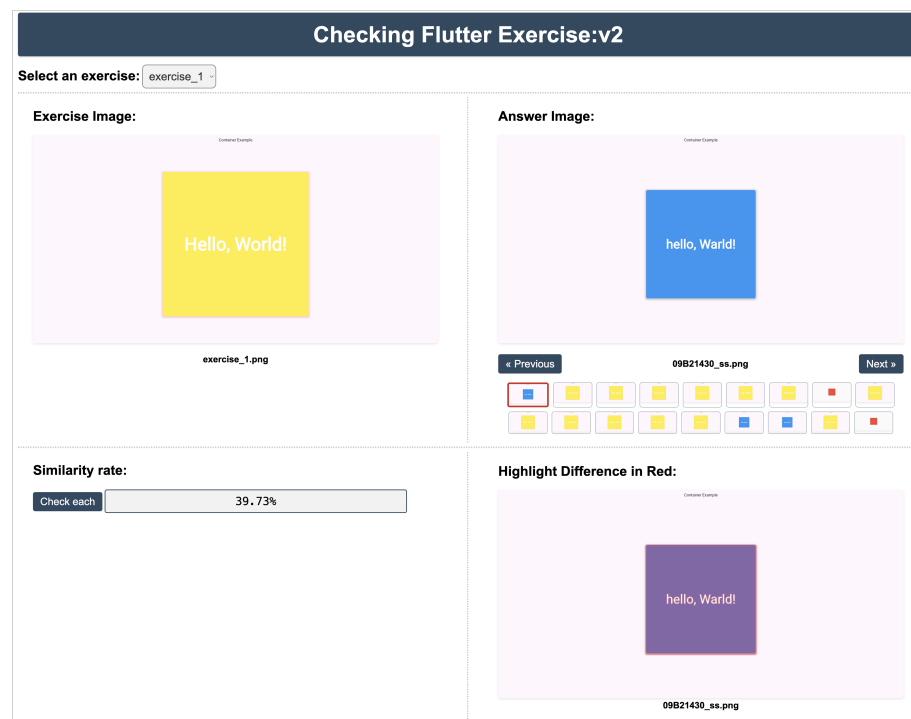 Checking Flutter Exercise:v2
Select an exercise: exercise_1
Exercise Image:
Container Example
Hello, World!
exercise_1.png
Answer Image:
Container Example
hello, Warld!
« Previous
09B21430_ss.png
Next »
Similarity rate:
Check each
39.73%
Highlight Difference in Red:
Container Example
hello, Warld!
09B21430_ss.png